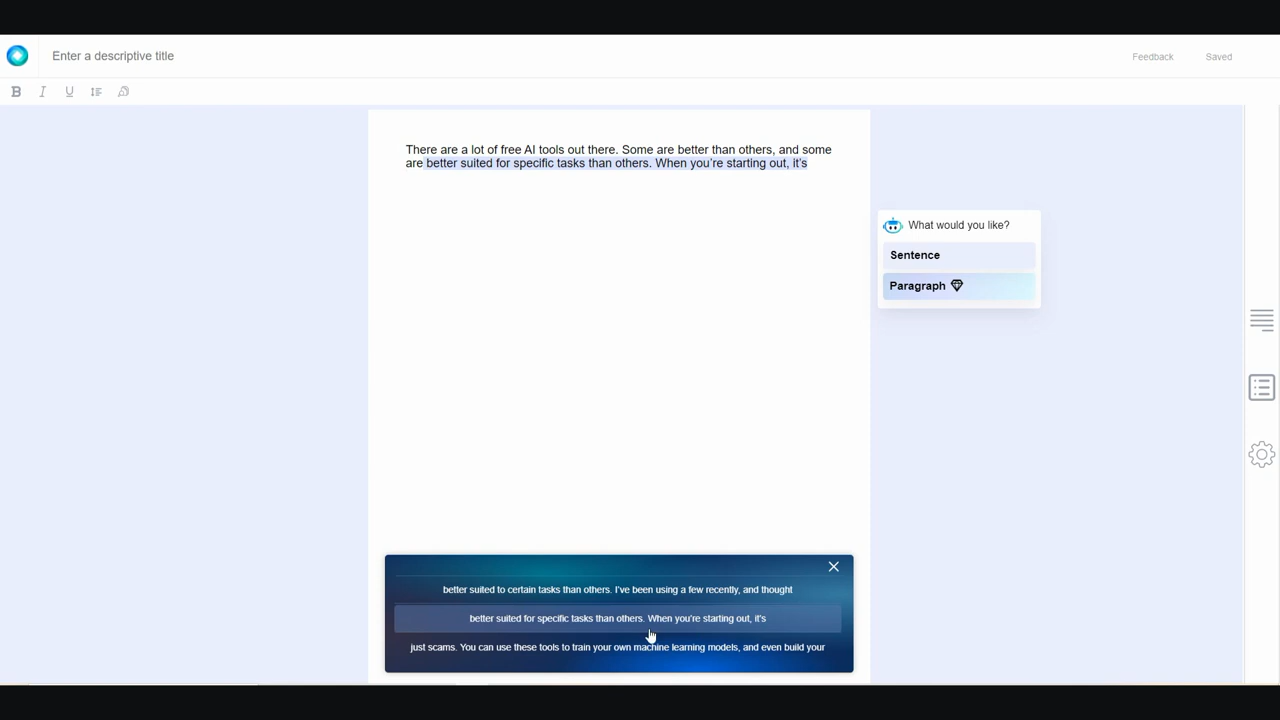 Enter a descriptive title
Feedback
Saved
B I U
There are a lot of free AI tools out there. Some are better than others, and some
are better suited for specific tasks than others. When you're starting out, it's
What would you like?
Sentence
Paragraph
better suited to certain tasks than others. I've been using a few recently, and thought
better suited for specific tasks than others. When you're starting out, it's
just scams. You can use these tools to train your own machine learning models, and even build your